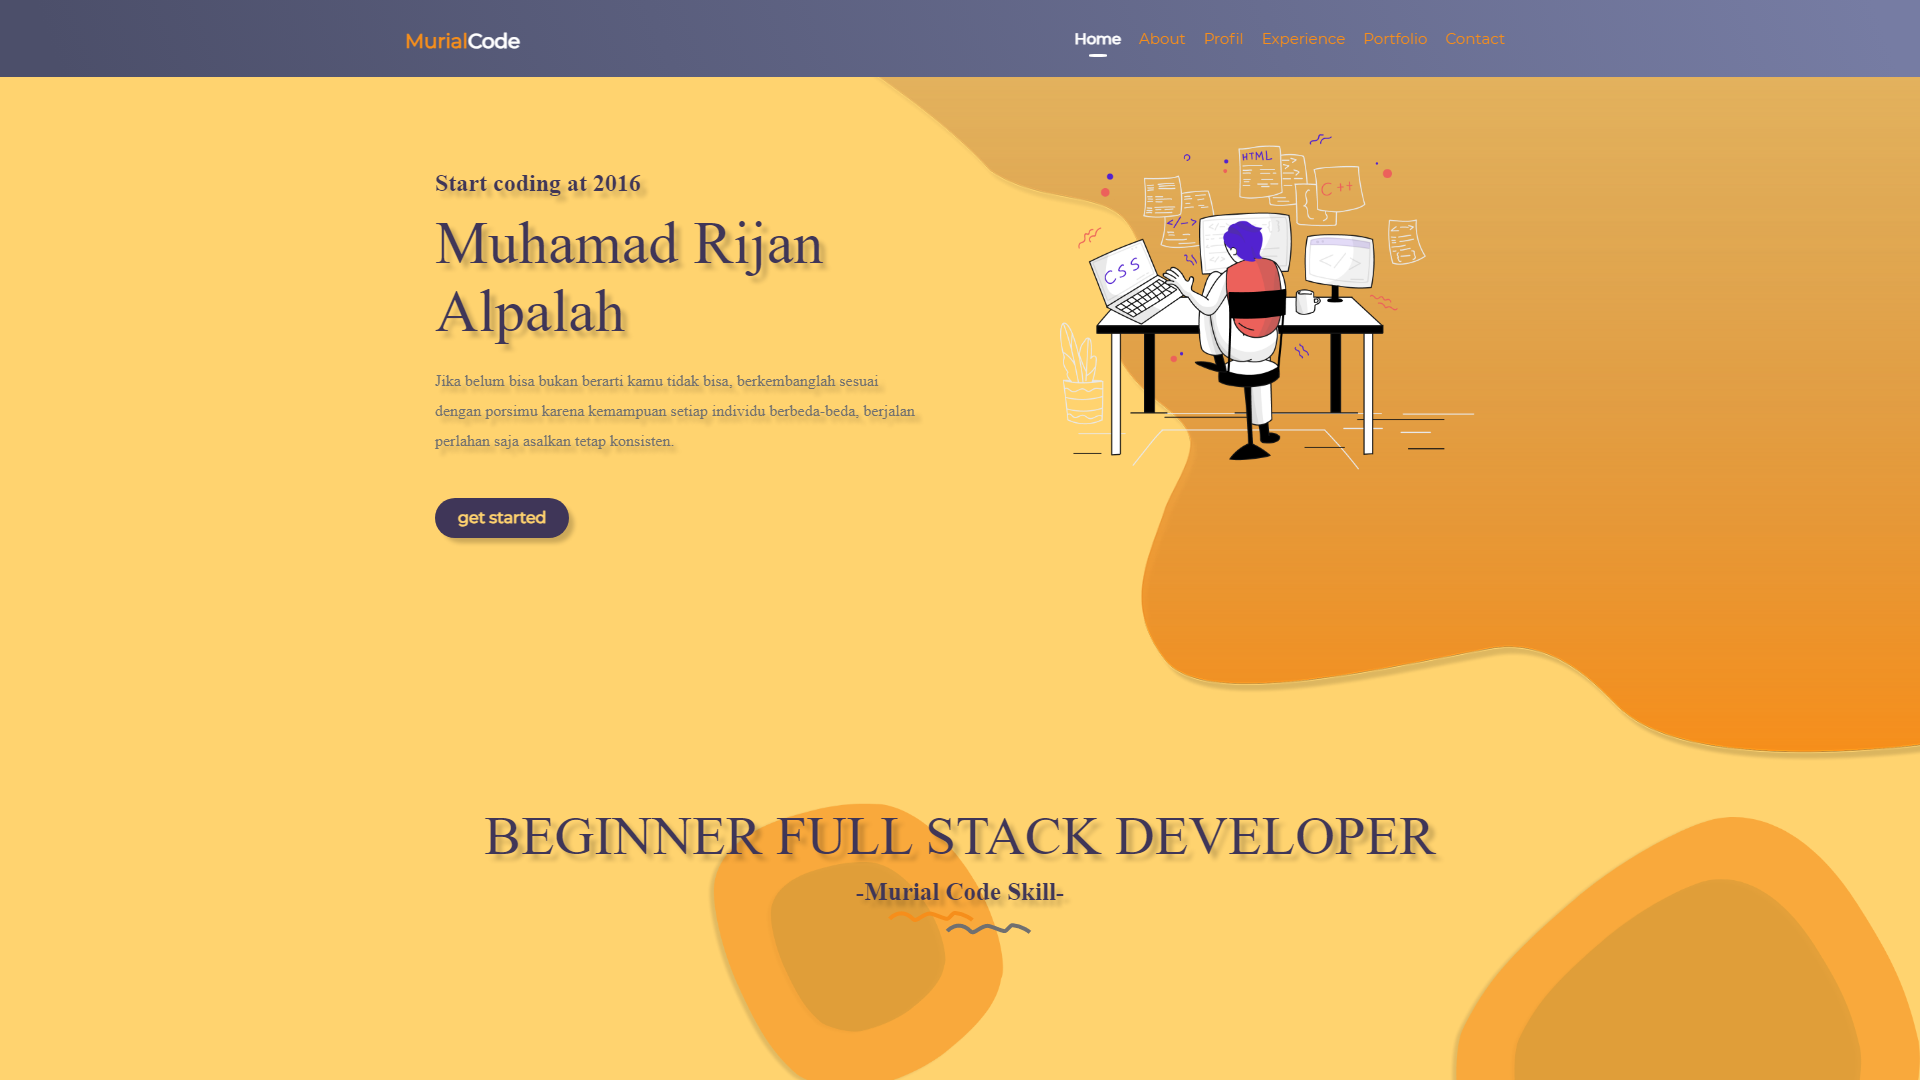 MurialCode
Home About Profil Experience Portfolio Contact
Start coding at 2016
Muhamad Rijan
Alpalah
Jika belum bisa bukan berarti kamu tidak bisa, berkembanglah sesuai
dengan porsimu karena kemampuan setiap individu berbeda-beda, berjalan
perlahan saja asalkan tetap konsisten.
get started
HTML
C++
</->
CSS
</>
BEGINNER FULL STACK DEVELOPER
-Murial Code Skill-